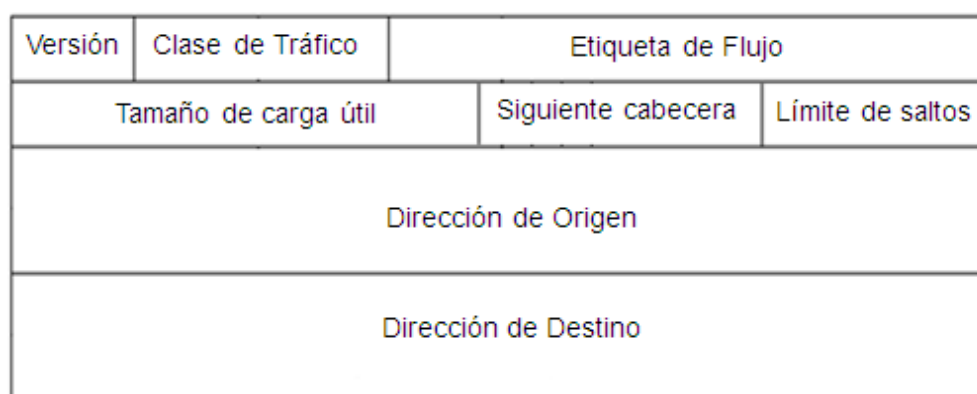 Versión Clase de Tráfico Etiqueta de Flujo
Tamaño de carga útil Siguiente cabecera Límite de saltos
Dirección de Origen
Dirección de Destino